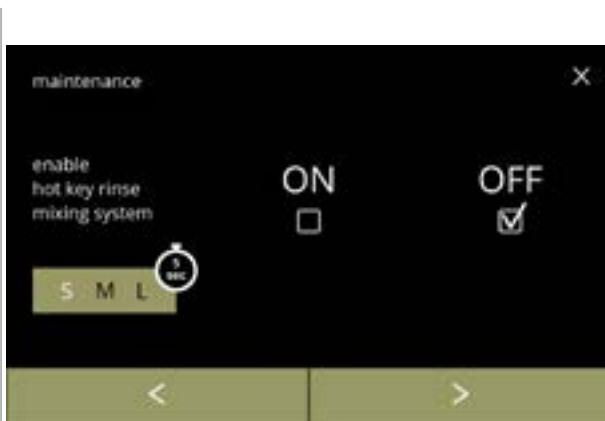 maintenance
×
enable
hot key rinse
mixing system
ON
OFF
5
sec
S M L
<
>